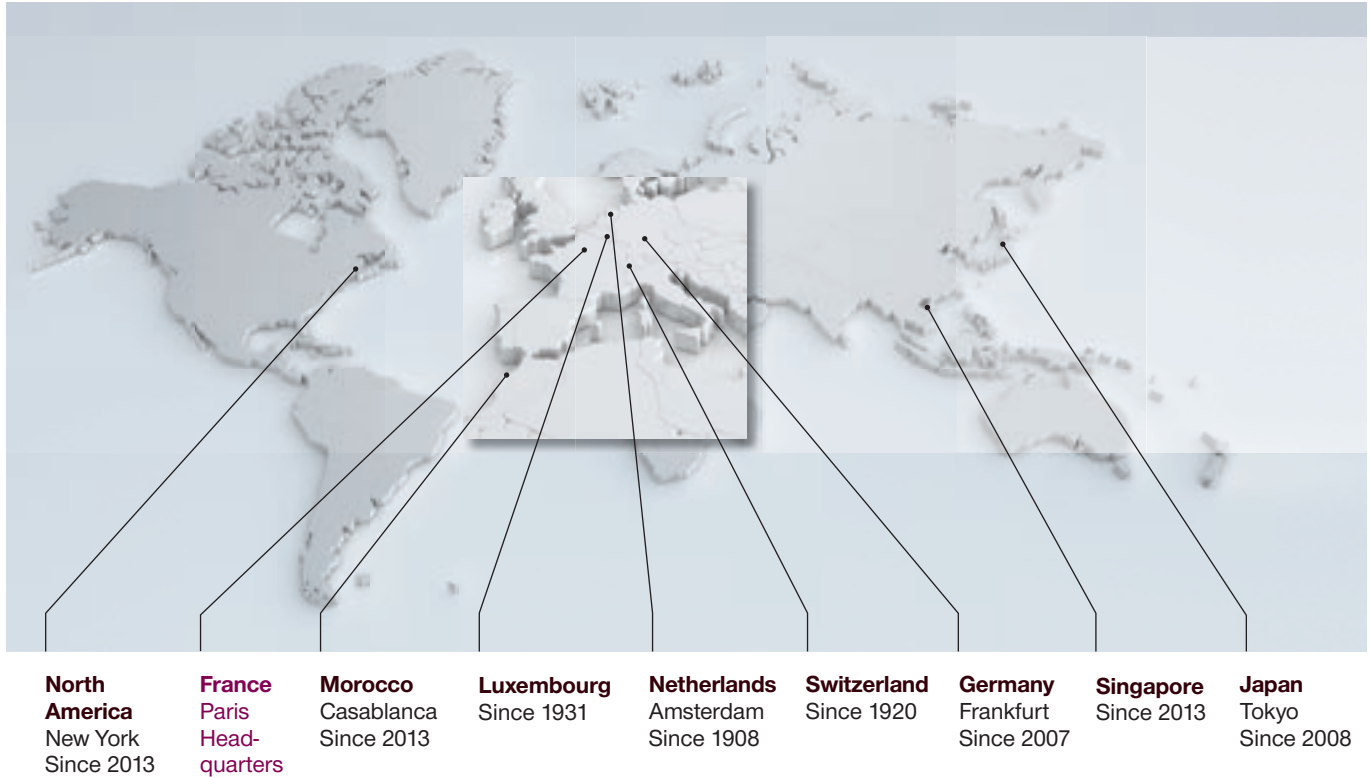 North
America
New York
Since 2013
France
Paris
Head-
quarters
Morocco
Casablanca
Since 2013
Luxembourg
Since 1931
Netherlands
Amsterdam
Since 1908
Switzerland
Since 1920
Germany
Frankfurt
Since 2007
Singapore
Since 2013
Japan
Tokyo
Since 2008